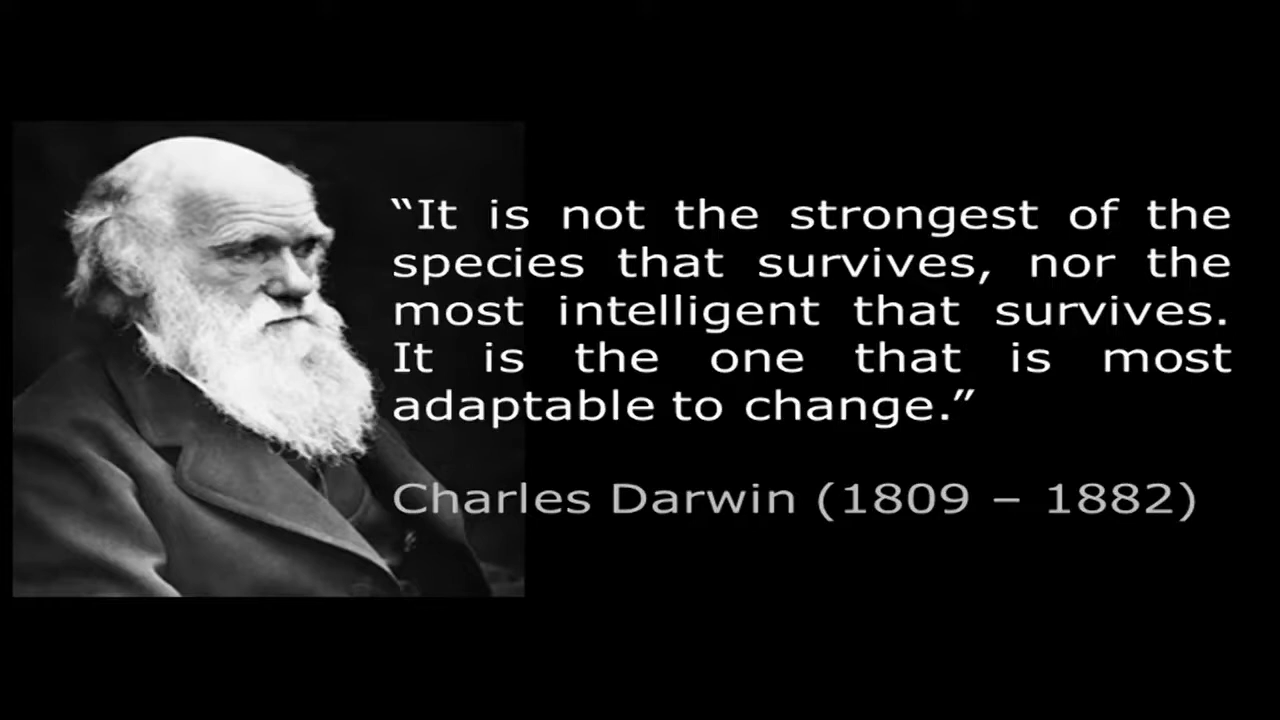 “It is not the strongest of the
species that survives, nor the
most intelligent that survives.
It is the one that is most
adaptable to change.”
Charles Darwin (1809 – 1882)